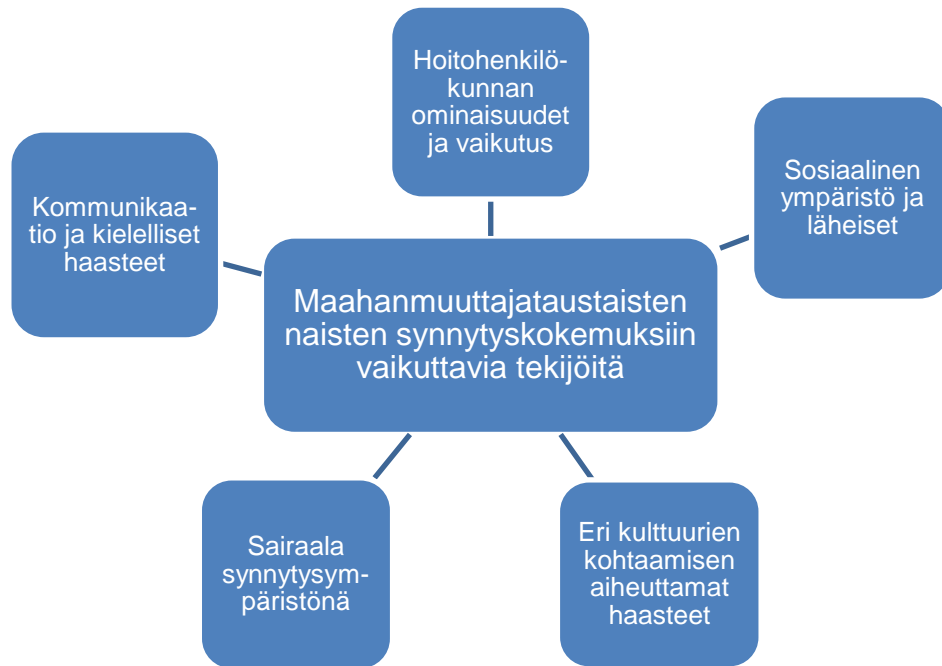 Hoitohenkilö-
kunnan
ominaisuudet
ja vaikutus
Sosiaalinen
ympäristö ja
läheiset
Kommunikaa-
tio ja kielelliset
haasteet
Maahanmuuttajataustaisten
naisten synnytyskokemuksiin
vaikuttavia tekijöitä
Sairaala
synnytysym-
päristönä
Eri kulttuurien
kohtaamisen
aiheuttamat
haasteet